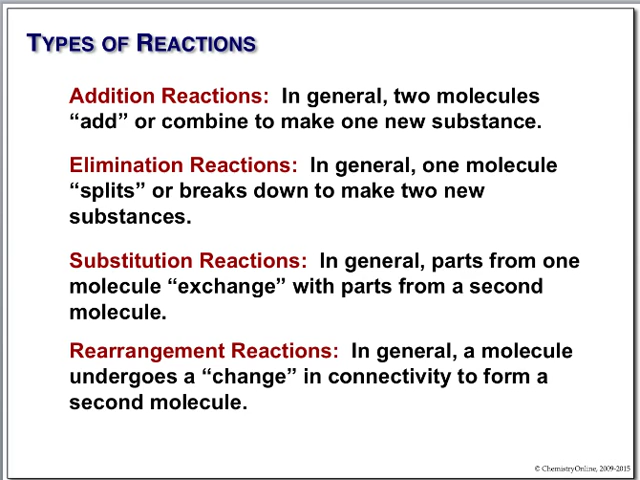 TYPES OF REACTIONS
Addition Reactions: In general, two molecules
“add” or combine to make one new substance.
Elimination Reactions: In general, one molecule
“splits” or breaks down to make two new
substances.
Substitution Reactions: In general, parts from one
molecule “exchange” with parts from a second
molecule.
Rearrangement Reactions: In general, a molecule
undergoes a “change” in connectivity to form a
second molecule.
© ChemistryOnline, 2009-2015